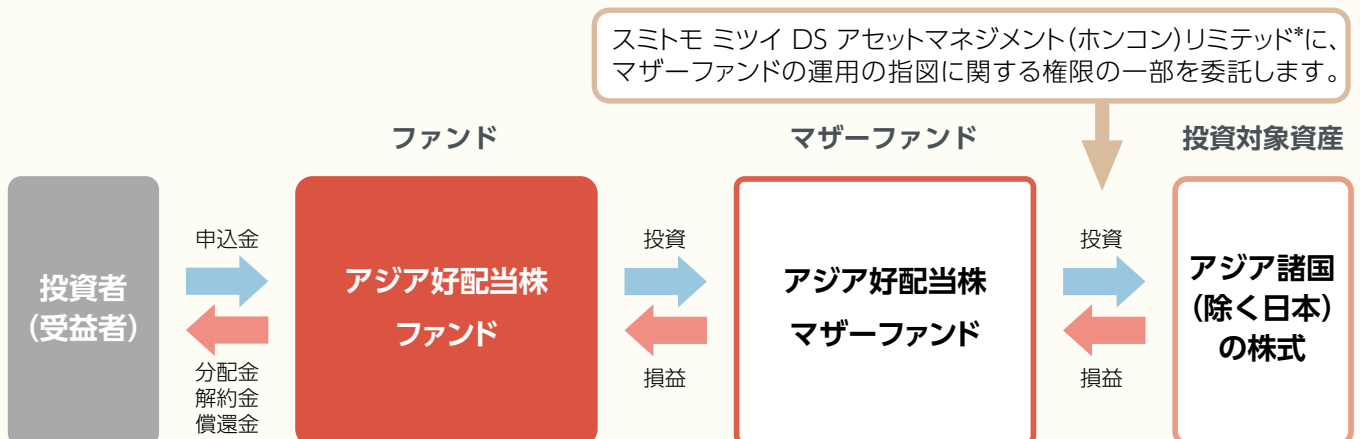 スミトモ ミツイ DS アセットマネジメント(ホンコン)リミテッド*に、
マザーファンドの運用の指図に関する権限の一部を委託します。
ファンド
マザーファンド
投資対象資産
投資者
(受益者)
申込金
分配金
解約金
償還金
アジア好配当株
ファンド
投資
損益
アジア好配当株
マザーファンド
投資
損益
アジア諸国
(除く日本)
の株式